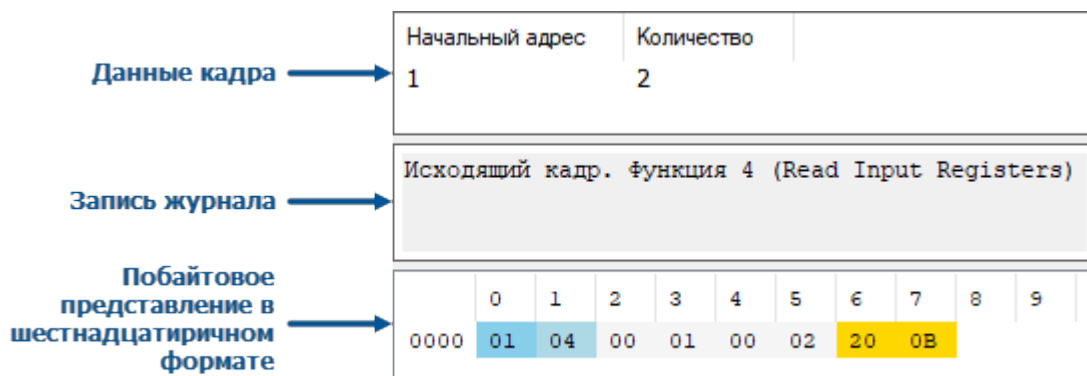 Начальный адрес Количество
Данные кадра
1 2
Исходящий кадр. Функция 4 (Read Input Registers)
Запись журнала
Побайтовое
представление в
шестнадцатиричном
формате
0 1 2 3 4 5 6 7 8 9
0000 01 04 00 01 00 02 20 0B